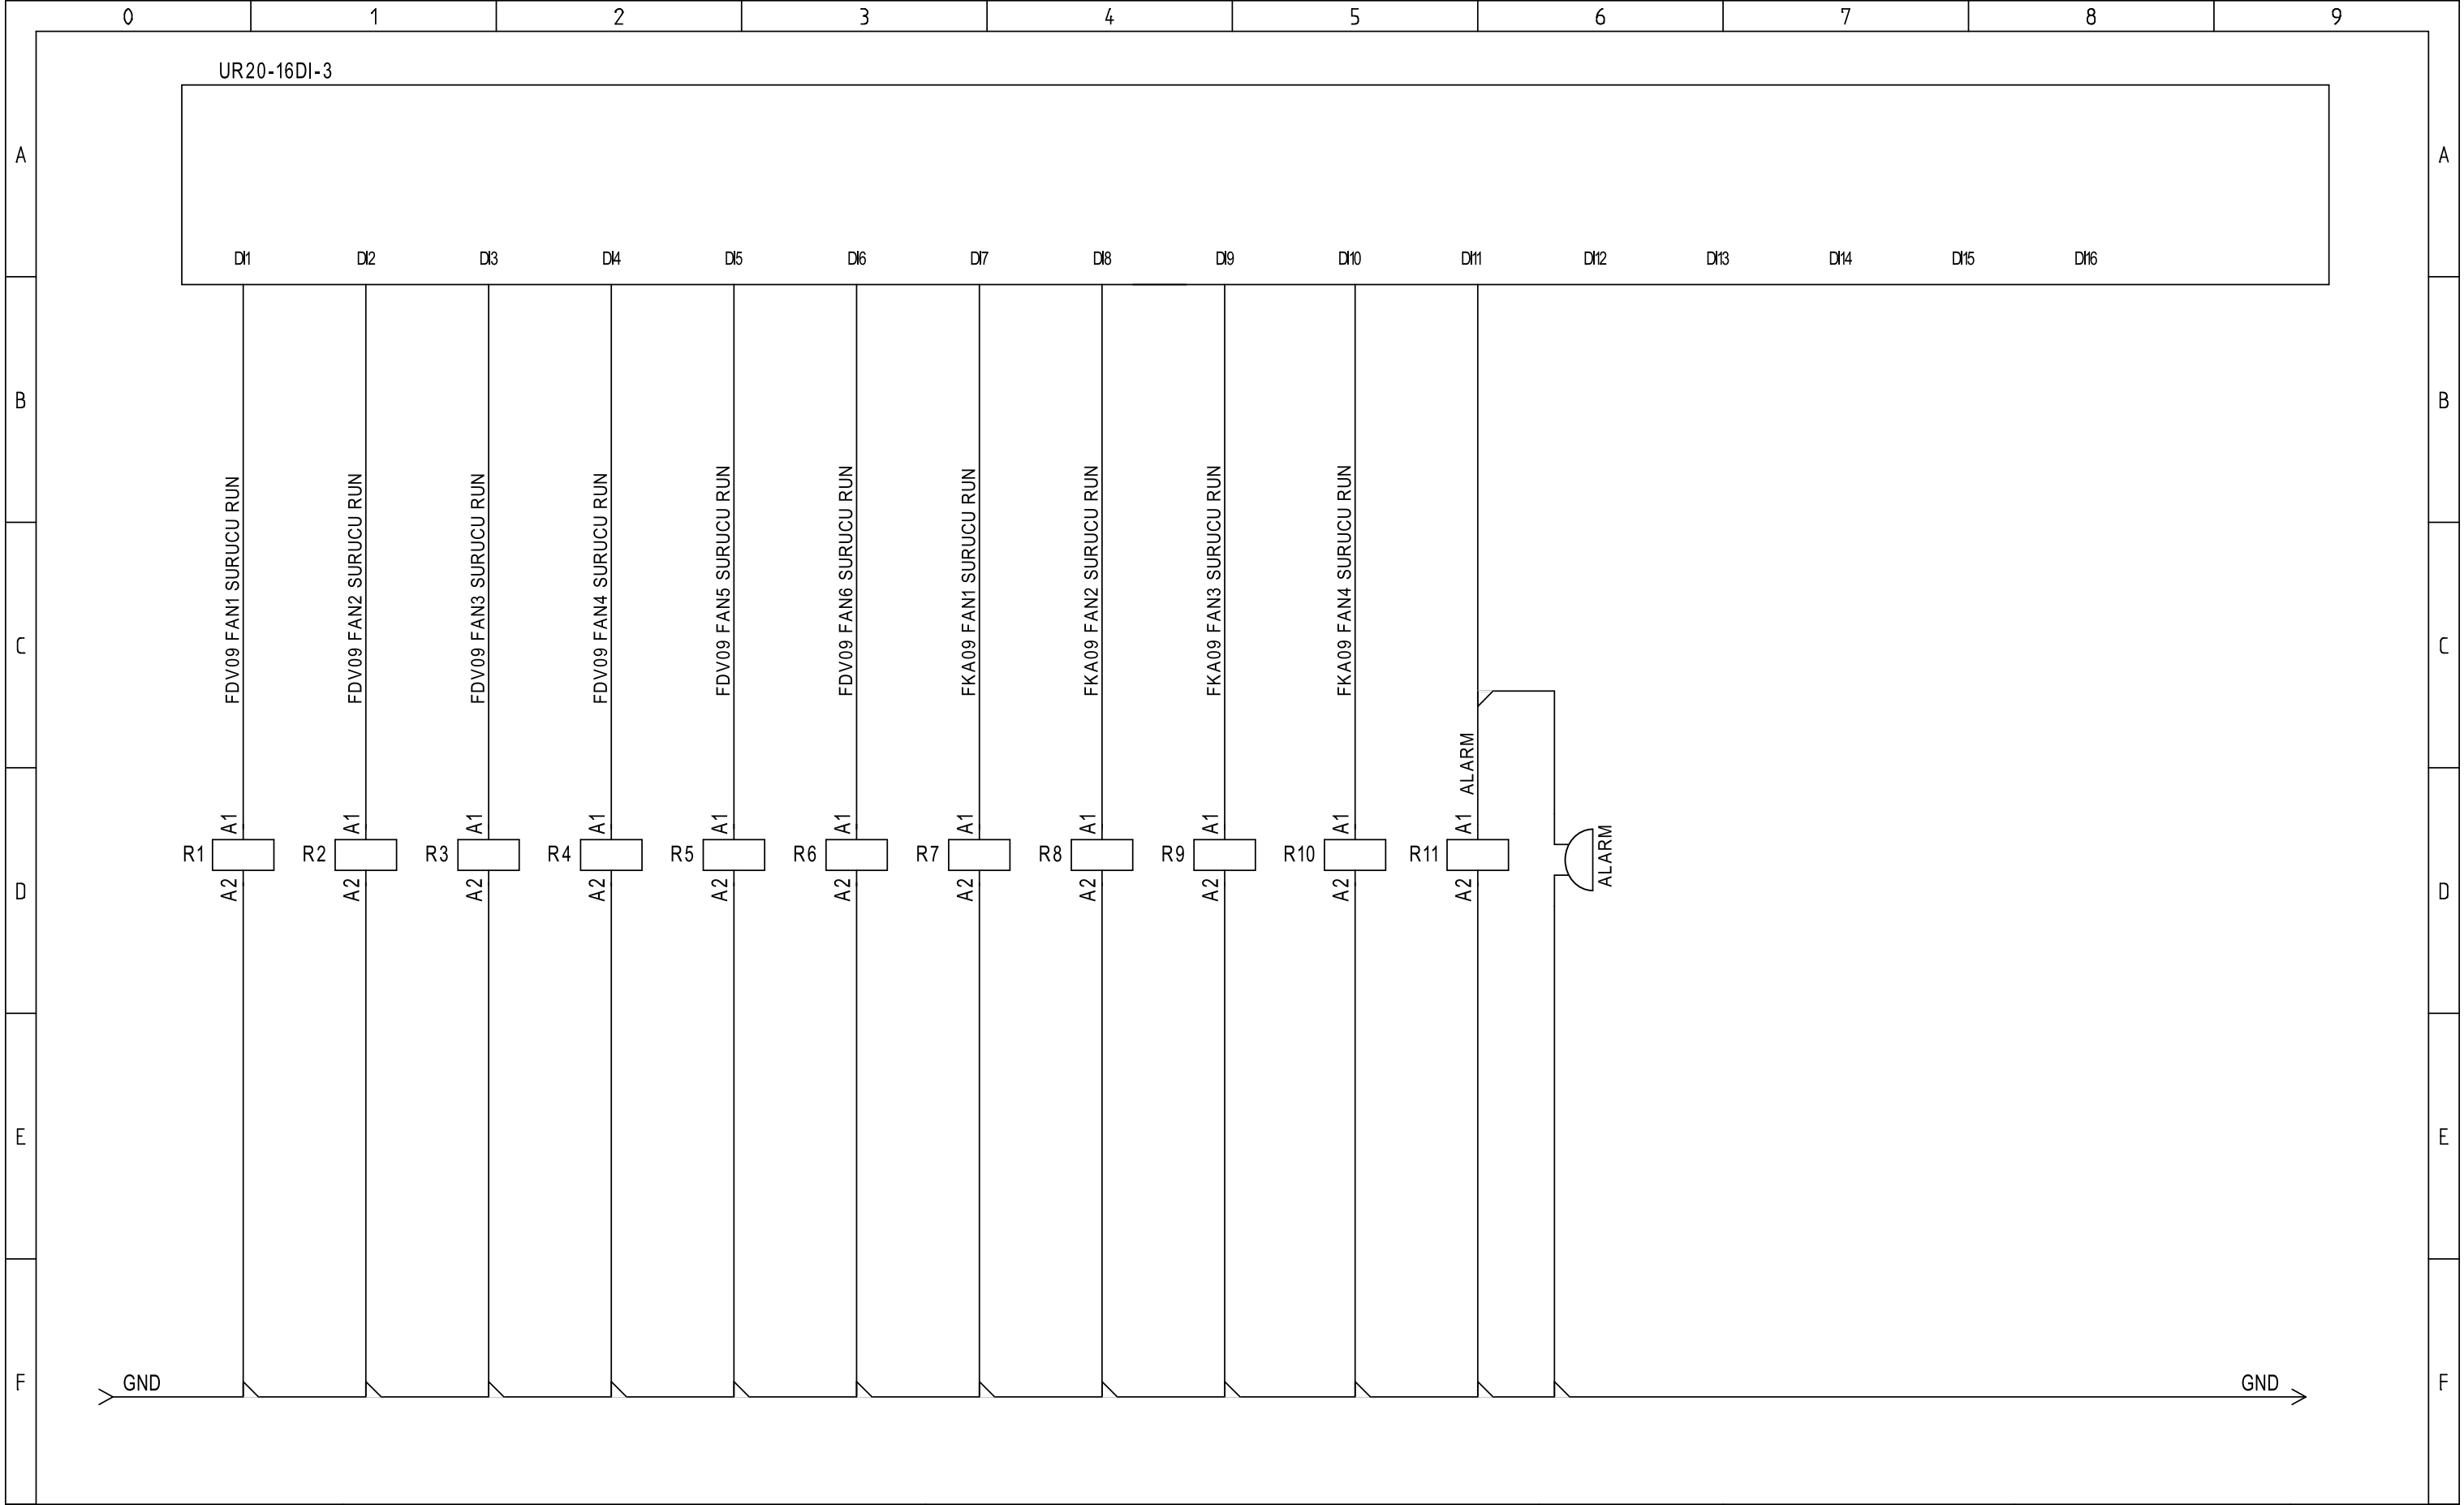 0 1 2 3 4 5 6 7 8 9
UR20-16DI-3
A A
DI1 DI2 DI3 DI4 DI5 DI6 DI7 DI8 DI9 DI10 DI11 DI12 DI13 DI14 DI15 DI16
B B
FDV09 FAN1 SURUCU RUN
FDV09 FAN2 SURUCU RUN
FDV09 FAN3 SURUCU RUN
FDV09 FAN4 SURUCU RUN
FDV09 FAN5 SURUCU RUN
FDV09 FAN6 SURUCU RUN
FKA09 FAN1 SURUCU RUN
FKA09 FAN2 SURUCU RUN
FKA09 FAN3 SURUCU RUN
FKA09 FAN4 SURUCU RUN
ALARM
C C
A1 A1 A1 A1 A1 A1 A1 A1 A1 A1 A1
R1 R2 R3 R4 R5 R6 R7 R8 R9 R10 R11 ALARM
A2 A2 A2 A2 A2 A2 A2 A2 A2 A2 A2
D D
E E
F F
GND GND